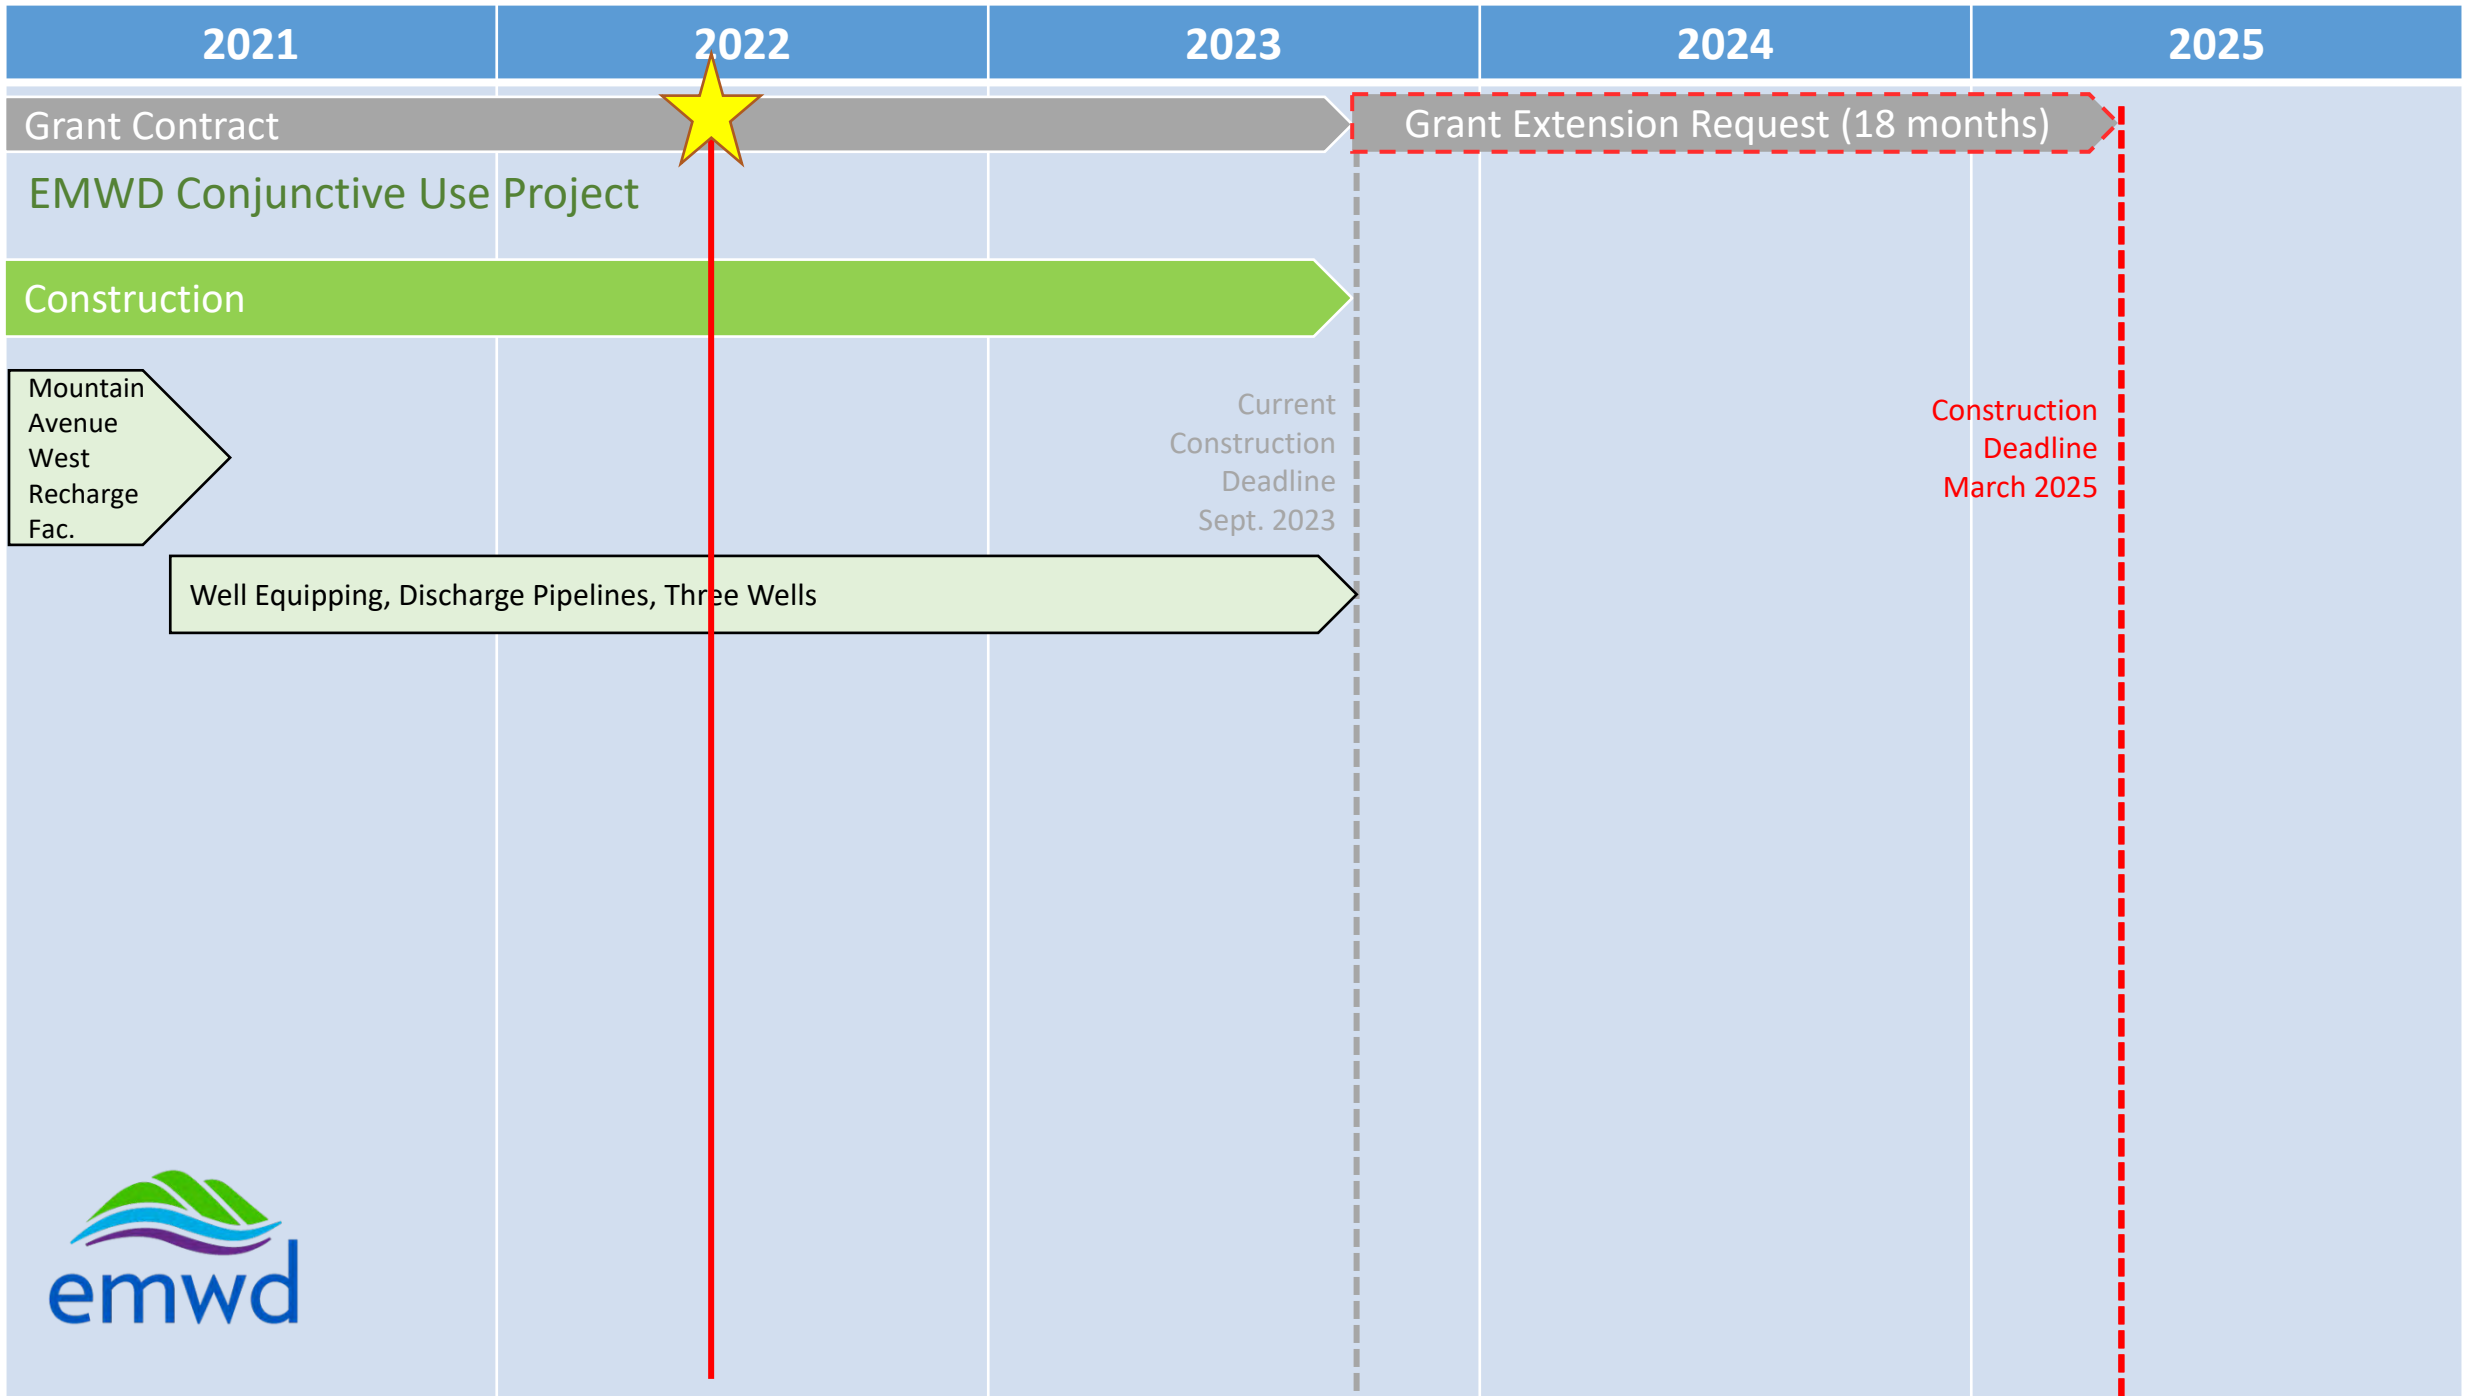 2021 2022 2023 2024 2025
Grant Contract
Grant Extension Request (18 months)
EMWD Conjunctive Use Project
Construction
Mountain
Avenue
West
Recharge
Fac.
Current
Construction
Deadline
Sept. 2023
Construction
Deadline
March 2025
Well Equipping, Discharge Pipelines, Three Wells
emwd